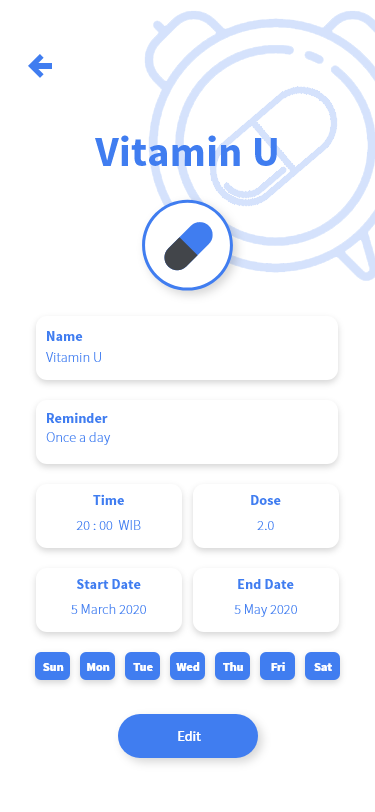 Vitamin U
Name
Vitamin U
Reminder
Once a day
Time
20 : 00 WIB
Dose
2.0
Start Date
5 March 2020
End Date
5 May 2020
Sun Mon Tue Wed Thu Fri Sat
Edit